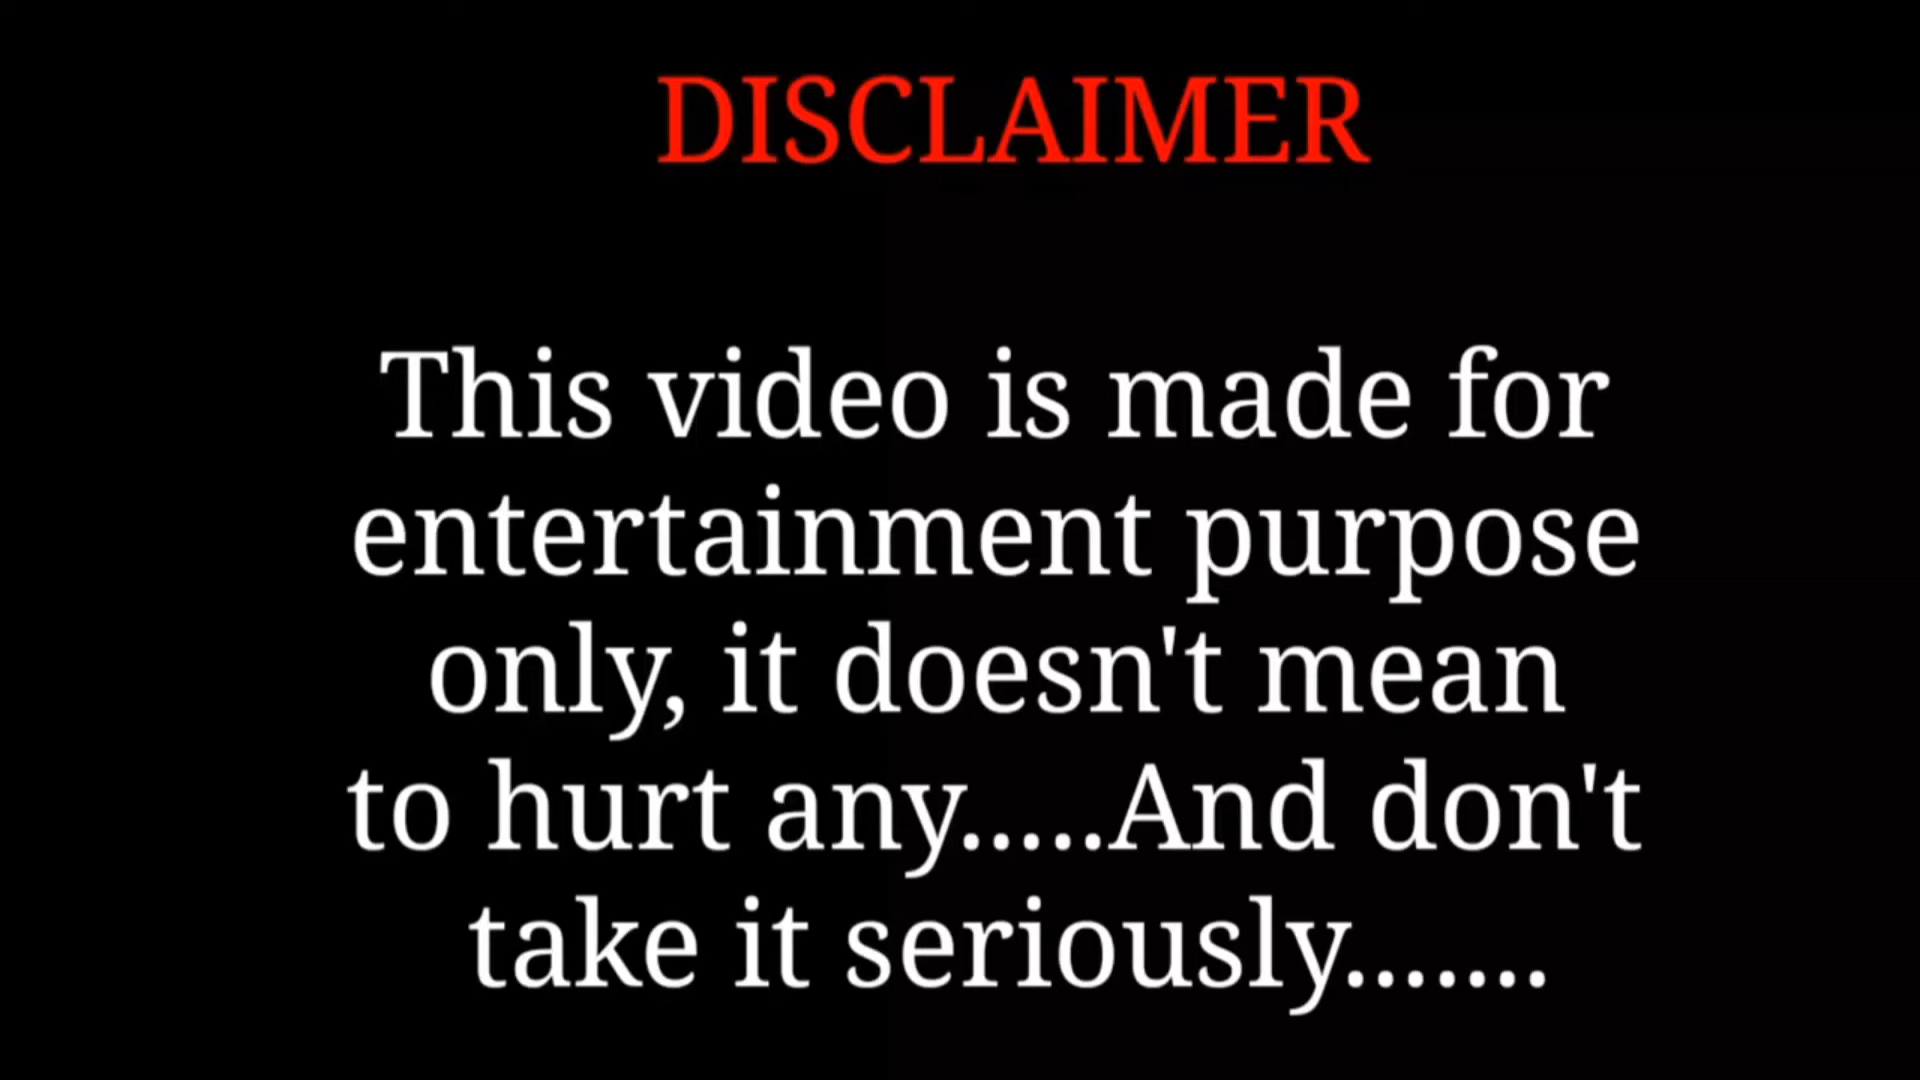 DISCLAIMER
This video is made for
entertainment purpose
only, it doesn't mean
to hurt any.....And don't
take it seriously.......